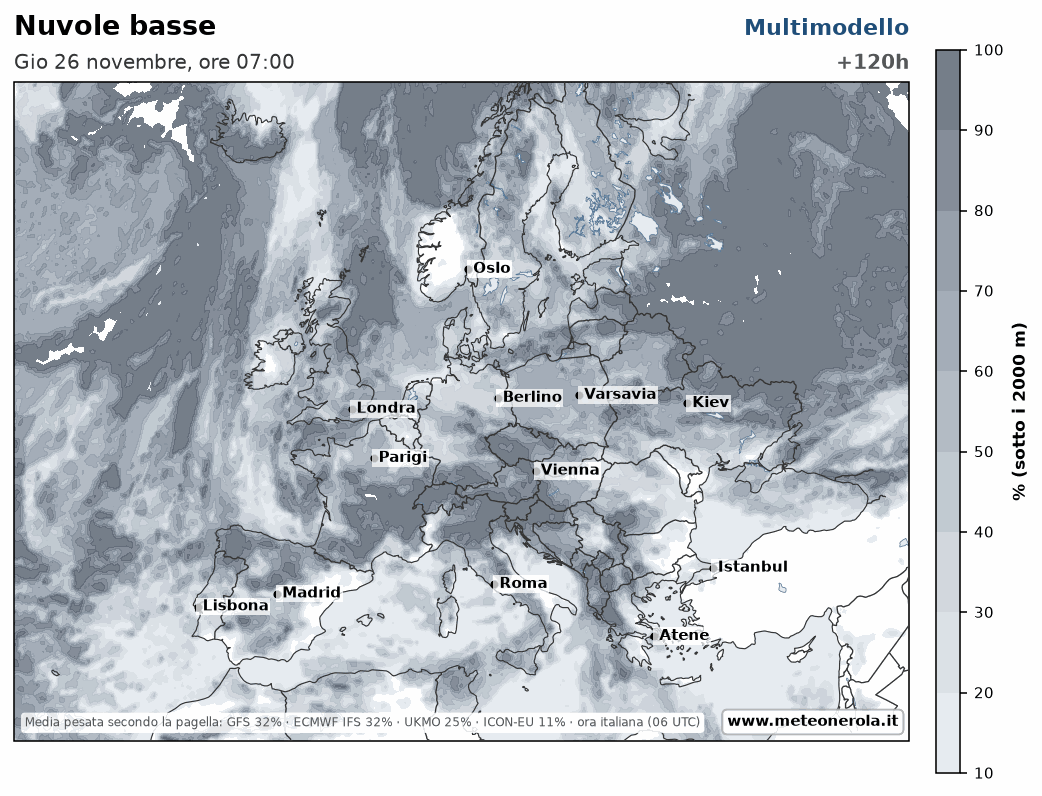 Nuvole basse
Multimodello
Gio 26 novembre, ore 07:00
+120h
100
90
80
70
60
50
40
30
20
10
% (sotto i 2000 m)
Oslo
Londra
Berlino
Varsavia
Kiev
Parigi
Vienna
Istanbul
Roma
Madrid
Lisbona
Atene
Media pesata secondo la pagella: GFS 32% · ECMWF IFS 32% · UKMO 25% · ICON-EU 11% · ora italiana (06 UTC)
www.meteonerola.it